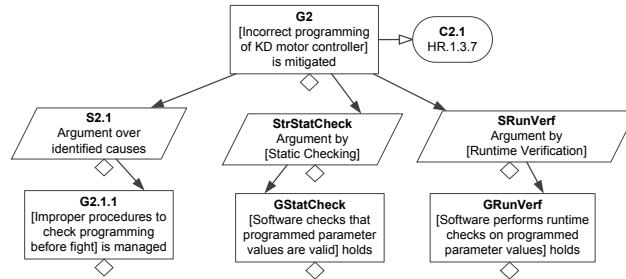 G2
[Incorrect programming
of KD motor controller]
is mitigated
C2.1
HR.1.3.7
S2.1
Argument over
identified causes
StrStatCheck
Argument by
[Static Checking]
SRunVerf
Argument by
[Runtime Verification]
G2.1.1
[Improper procedures to
check programming
before fight] is managed
GStatCheck
[Software checks that
programmed parameter
values are valid] holds
GRunVerf
[Software performs runtime
checks on programmed
parameter values] holds